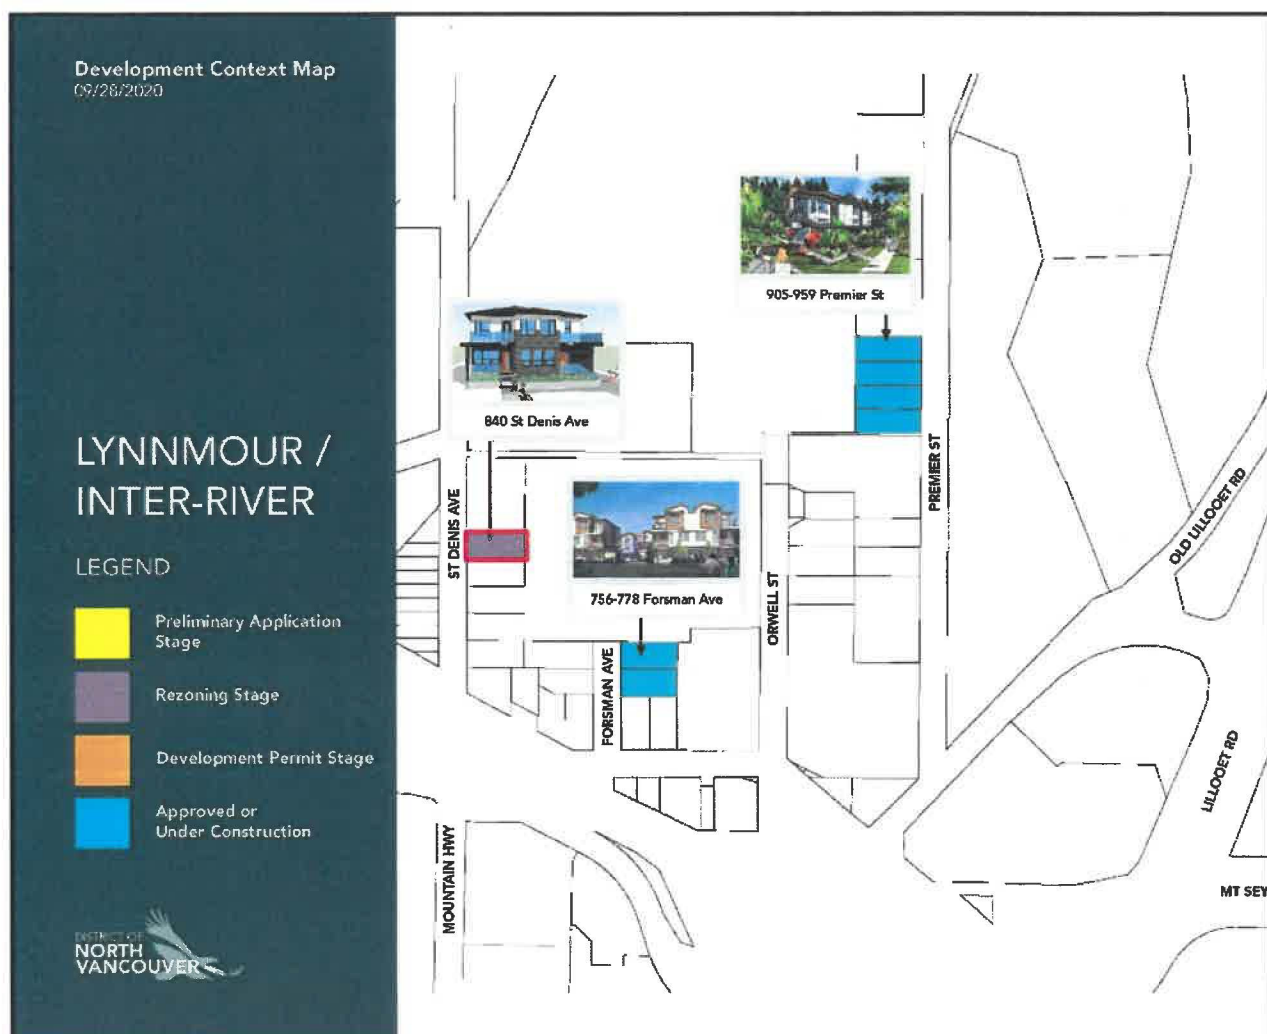 Development Context Map
09/28/2020
LYNNMOUR /
INTER-RIVER
LEGEND
Preliminary Application
Stage
Rezoning Stage
Development Permit Stage
Approved or
Under Construction
DISTRICT OF
NORTH
VANCOUVER
905-959 Premier St
840 St Denis Ave
756-778 Forsman Ave
ST DENIS AVE
FORSMAN AVE
ORWELL ST
PREMIER ST
OLD LILLOOET RD
LILLOOET RD
MOUNTAIN HWY
MT SEY